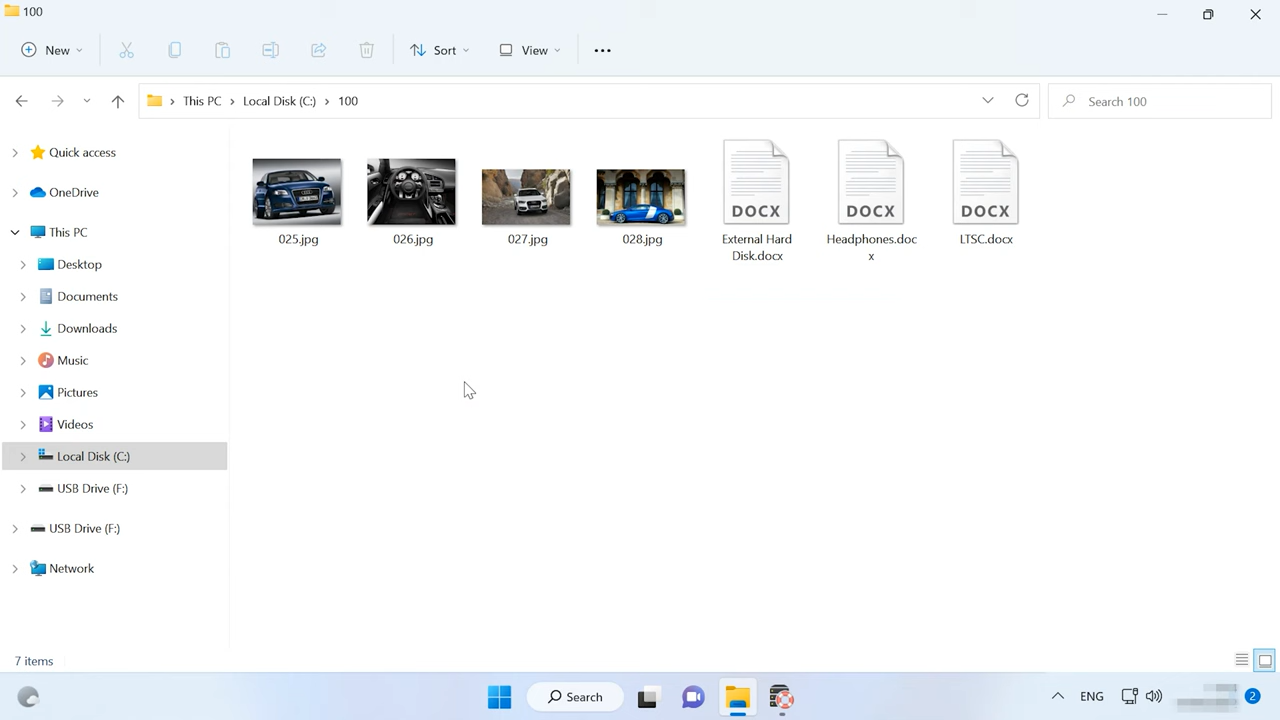 100
New
Sort
View
This PC
Local Disk (C:)
100
Search 100
Quick access
OneDrive
This PC
Desktop
Documents
Downloads
Music
Pictures
Videos
Local Disk (C:)
USB Drive (F:)
USB Drive (F:)
Network
025.jpg
026.jpg
027.jpg
028.jpg
DOCX
External Hard
Disk.docx
DOCX
Headphones.doc
x
DOCX
LTSC.docx
7 items
Search
ENG
2